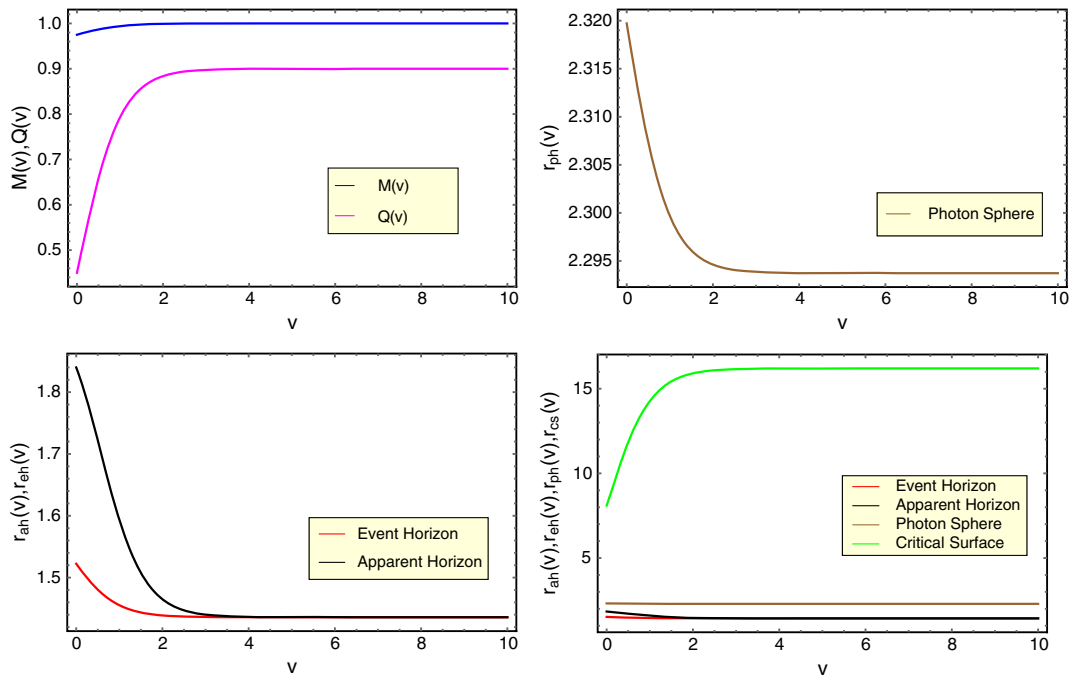 1.0
0.9
0.8
0.7
0.6
0.5
M(v),Q(v)
M(v)
Q(v)
0 2 4 6 8 10
v
2.320
2.315
2.310
2.305
2.300
2.295
r_ph(v)
Photon Sphere
0 2 4 6 8 10
v
1.8
1.7
1.6
1.5
r_ah(v),r_eh(v)
Event Horizon
Apparent Horizon
0 2 4 6 8 10
v
15
10
5
r_ah(v),r_eh(v),r_ph(v),r_cs(v)
Event Horizon
Apparent Horizon
Photon Sphere
Critical Surface
0 2 4 6 8 10
v